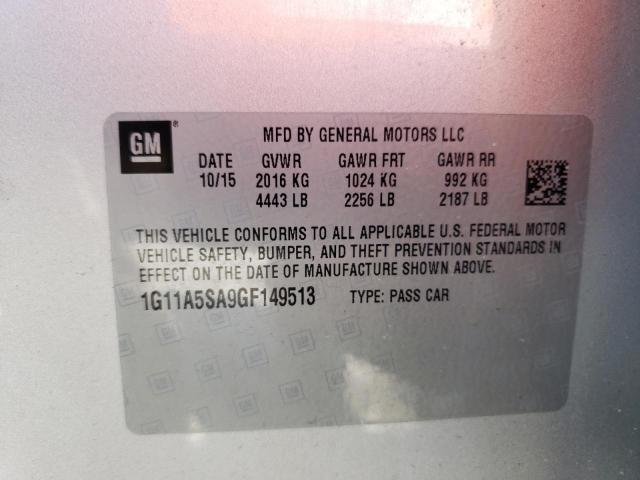 GM®
MFD BY GENERAL MOTORS LLC
DATE GVWR GAWR FRT GAWR RR
10/15 2016 KG 1024 KG 992 KG
4443 LB 2256 LB 2187 LB
THIS VEHICLE CONFORMS TO ALL APPLICABLE U.S. FEDERAL MOTOR
VEHICLE SAFETY, BUMPER, AND THEFT PREVENTION STANDARDS IN
EFFECT ON THE DATE OF MANUFACTURE SHOWN ABOVE.
1G11A5SA9GF149513 TYPE: PASS CAR